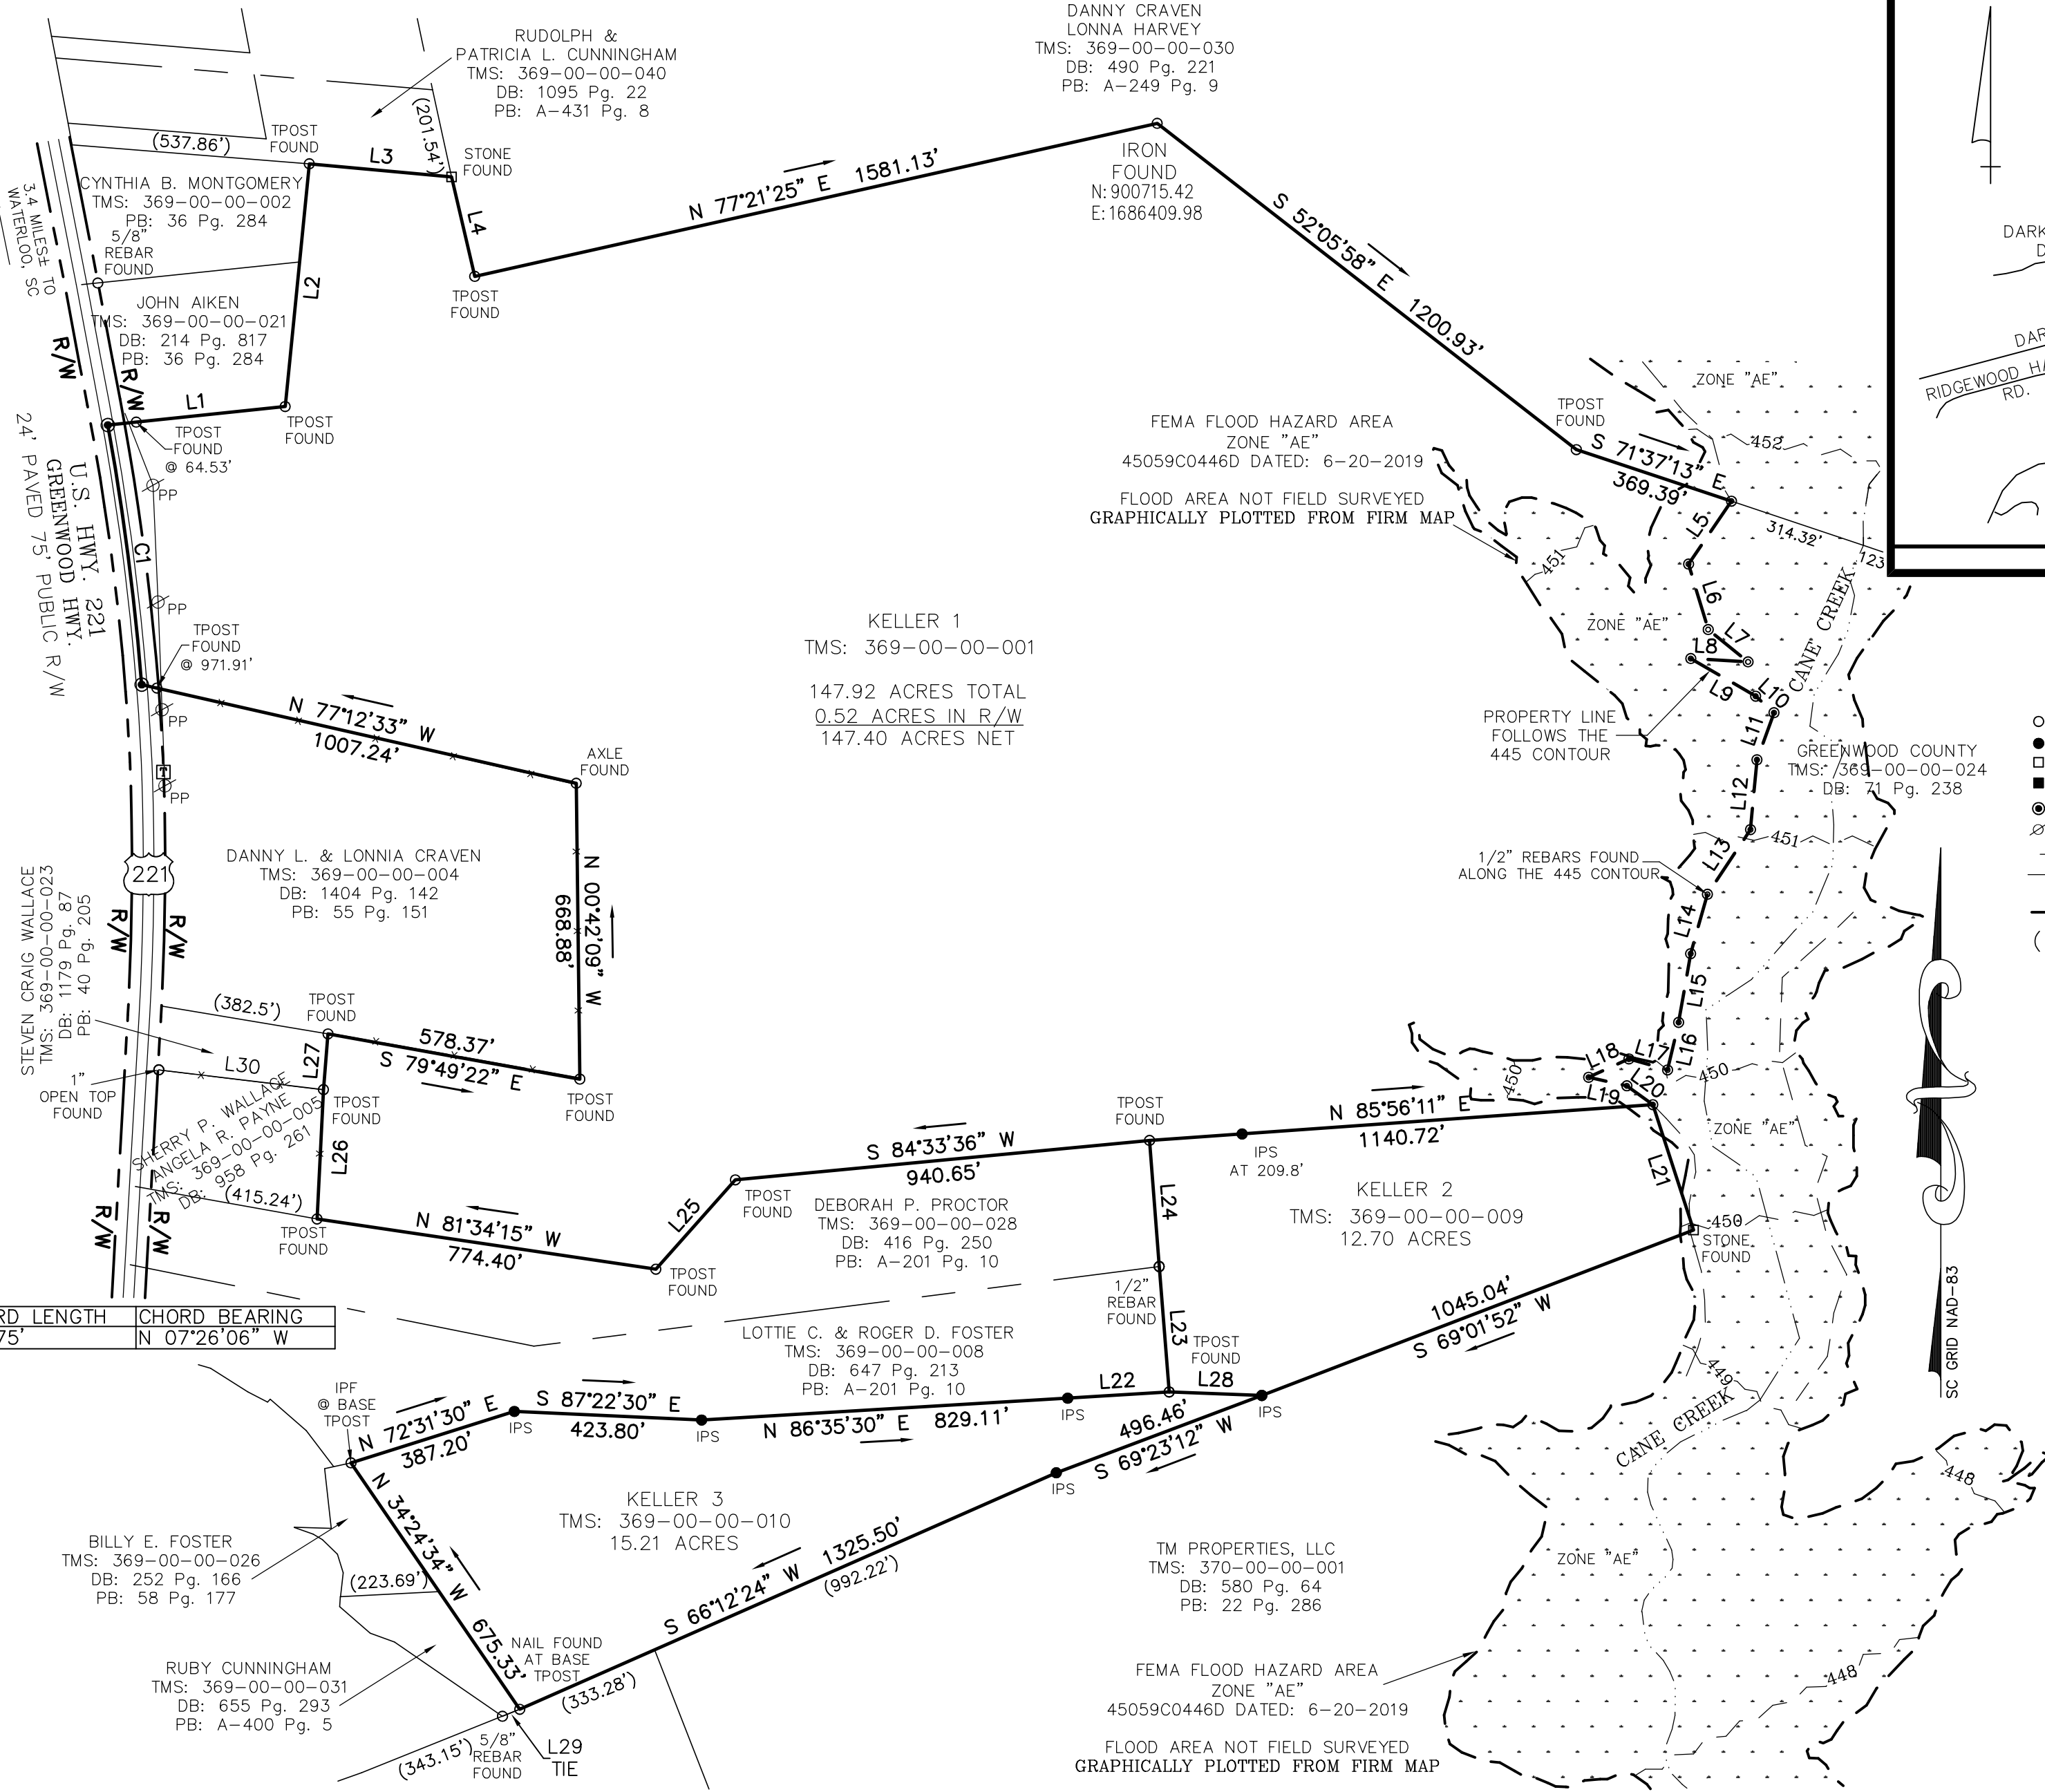 RUDOLPH &
PATRICIA L. CUNNINGHAM
TMS: 369-00-00-040
DB: 1095 Pg. 22
PB: A-431 Pg. 8
DANNY CRAVEN
LONNA HARVEY
TMS: 369-00-00-030
DB: 490 Pg. 221
PB: A-249 Pg. 9
(201.54')
(537.86')
TPOST
FOUND
L3
STONE
FOUND
L4
TPOST
FOUND
N 77°21'25" E 1581.13'
IRON
FOUND
N:900715.42
E:1686409.98
S 52°05'58" E 1200.93'
3.4 MILES± TO
WATERLOO, SC
CYNTHIA B. MONTGOMERY
TMS: 369-00-00-002
PB: 36 Pg. 284
5/8"
REBAR
FOUND
L2
JOHN AIKEN
TMS: 369-00-00-021
DB: 214 Pg. 817
PB: 36 Pg. 284
R/W
R/W
L1
TPOST
FOUND
@ 64.53'
TPOST
FOUND
PP
U.S. HWY. 221
GREENWOOD HWY.
24' PAVED 75' PUBLIC R/W
C1
PP
TPOST
FOUND
@ 971.91'
PP
T
PP
N 77°12'33" W
1007.24'
AXLE
FOUND
KELLER 1
TMS: 369-00-00-001
147.92 ACRES TOTAL
0.52 ACRES IN R/W
147.40 ACRES NET
FEMA FLOOD HAZARD AREA
ZONE "AE"
45059C0446D DATED: 6-20-2019
FLOOD AREA NOT FIELD SURVEYED
GRAPHICALLY PLOTTED FROM FIRM MAP
TPOST
FOUND
S 71°37'13" E
369.39'
ZONE "AE"
452
314.32'
123
451
L5
L6
L7
L8
L9
L10
L11
L12
L13
L14
L15
L16
L17
L18
L19
L20
L21
ZONE "AE"
CANE CREEK
PROPERTY LINE
FOLLOWS THE
445 CONTOUR
GREENWOOD COUNTY
TMS: 369-00-00-024
DB: 71 Pg. 238
451
1/2" REBARS FOUND
ALONG THE 445 CONTOUR
DARK
D
DAR
RIDGEWOOD HA
RD.
(
221
R/W
R/W
DANNY L. & LONNIA CRAVEN
TMS: 369-00-00-004
DB: 1404 Pg. 142
PB: 55 Pg. 151
N 00°42'09" W
668.88'
STEVEN CRAIG WALLACE
TMS: 369-00-00-023
DB: 1179 Pg. 87
PB: 40 Pg. 205
(382.5')
TPOST
FOUND
578.37'
S 79°49'22" E
TPOST
FOUND
L27
L30
1"
OPEN TOP
FOUND
TPOST
FOUND
SHERRY P. WALLACE
ANGELA R. PAYNE
TMS: 369-00-00-005
DB: 958 Pg. 261
L26
(415.24')
TPOST
FOUND
R/W
R/W
N 81°34'15" W
774.40'
TPOST
FOUND
L25
TPOST
FOUND
S 84°33'36" W
940.65'
TPOST
FOUND
N 85°56'11" E
1140.72'
IPS
AT 209.8'
450
450
ZONE "AE"
450
STONE
FOUND
KELLER 2
TMS: 369-00-00-009
12.70 ACRES
DEBORAH P. PROCTOR
TMS: 369-00-00-028
DB: 416 Pg. 250
PB: A-201 Pg. 10
L24
1/2"
REBAR
FOUND
L23
TPOST
FOUND
1045.04'
S 69°01'52" W
SC GRID NAD-83
RD LENGTH CHORD BEARING
75' N 07°26'06" W
LOTTIE C. & ROGER D. FOSTER
TMS: 369-00-00-008
DB: 647 Pg. 213
PB: A-201 Pg. 10
L22
L28
IPF
@ BASE
TPOST
N 72°31'30" E
387.20'
IPS
S 87°22'30" E
423.80'
IPS
N 86°35'30" E 829.11'
IPS
IPS
496.46'
S 69°23'12" W
IPS
449
CANE CREEK
448
KELLER 3
TMS: 369-00-00-010
15.21 ACRES
N 34°24'34" W 675.33'
S 66°12'24" W 1325.50'
(992.22')
BILLY E. FOSTER
TMS: 369-00-00-026
DB: 252 Pg. 166
PB: 58 Pg. 177
(223.69')
TM PROPERTIES, LLC
TMS: 370-00-00-001
DB: 580 Pg. 64
PB: 22 Pg. 286
ZONE "AE"
NAIL FOUND
AT BASE
TPOST
(333.28')
RUBY CUNNINGHAM
TMS: 369-00-00-031
DB: 655 Pg. 293
PB: A-400 Pg. 5
(343.15')
5/8"
REBAR
FOUND
L29
TIE
FEMA FLOOD HAZARD AREA
ZONE "AE"
45059C0446D DATED: 6-20-2019
FLOOD AREA NOT FIELD SURVEYED
GRAPHICALLY PLOTTED FROM FIRM MAP
448